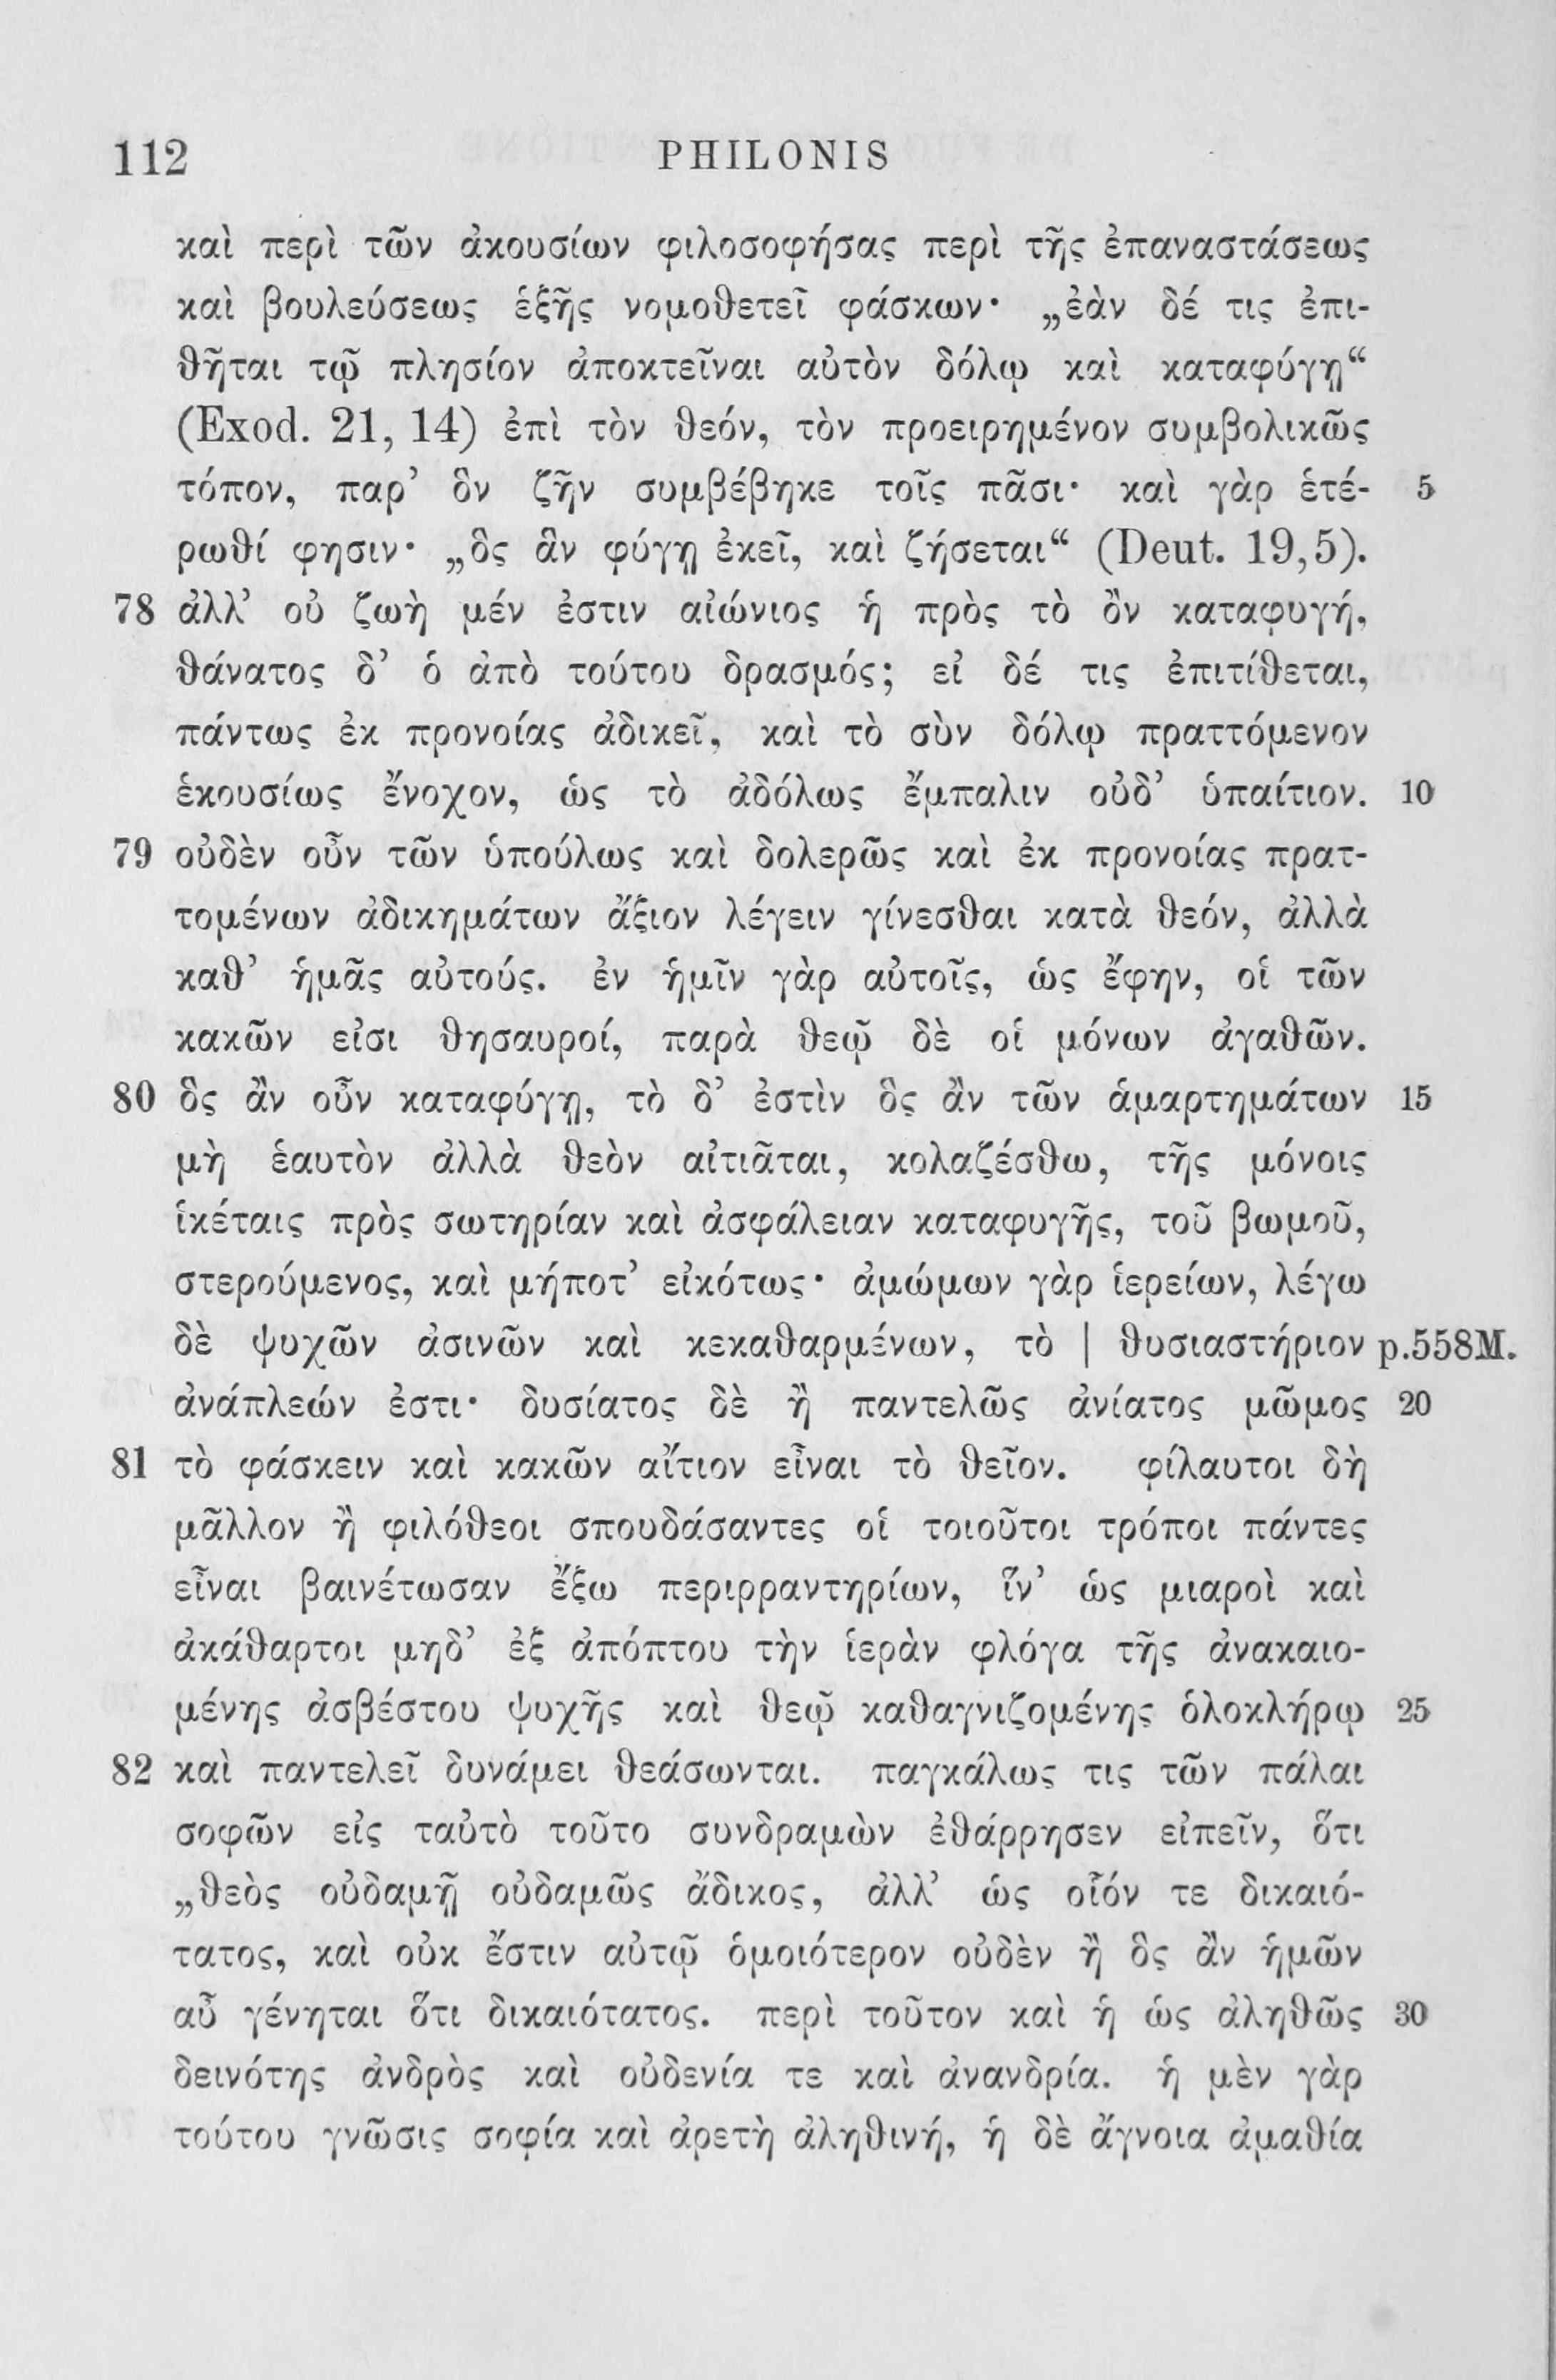 112 PHILONIS
καὶ περὶ τῶν ἀκουσίων φιλοσοφήσας περὶ τῆς ἐπαναστάσεως
καὶ βουλεύσεως ἑξῆς νομοθετεῖ φάσκων· „ἐὰν δέ τις ἐπι-
θῆται τῷ πλησίον ἀποκτεῖναι αὐτὸν δόλῳ καὶ καταφύγῃ“
(Exod. 21, 14) ἐπὶ τὸν θεόν, τὸν προειρημένον συμβολικῶς
τόπον, παρ’ ὃν ζῆν συμβέβηκε τοῖς πᾶσι· καὶ γὰρ ἑτέ- 5
ρωθί φησιν· „ὃς ἂν φύγῃ ἐκεῖ, καὶ ζήσεται“ (Deut. 19,5).
78 ἀλλ’ οὐ ζωὴ μέν ἐστιν αἰώνιος ἡ πρὸς τὸ ὂν καταφυγή,
θάνατος δ’ ὁ ἀπὸ τούτου δρασμός; εἰ δέ τις ἐπιτίθεται,
πάντως ἐκ προνοίας ἀδικεῖ, καὶ τὸ σὺν δόλῳ πραττόμενον
ἑκουσίως ἔνοχον, ὡς τὸ ἀδόλως ἔμπαλιν οὐδ’ ὑπαίτιον. 10
79 οὐδὲν οὖν τῶν ὑπούλως καὶ δολερῶς καὶ ἐκ προνοίας πρατ-
τομένων ἀδικημάτων ἄξιον λέγειν γίνεσθαι κατὰ θεόν, ἀλλὰ
καθ’ ἡμᾶς αὐτούς. ἐν ἡμῖν γὰρ αὐτοῖς, ὡς ἔφην, οἱ τῶν
κακῶν εἰσι θησαυροί, παρὰ θεῷ δὲ οἱ μόνων ἀγαθῶν.
80 ὃς ἂν οὖν καταφύγῃ, τὸ δ’ ἐστὶν ὃς ἂν τῶν ἁμαρτημάτων 15
μὴ ἑαυτὸν ἀλλὰ θεὸν αἰτιᾶται, κολαζέσθω, τῆς μόνοις
ἱκέταις πρὸς σωτηρίαν καὶ ἀσφάλειαν καταφυγῆς, τοῦ βωμοῦ,
στερούμενος, καὶ μήποτ’ εἰκότως· ἀμώμων γὰρ ἱερείων, λέγω
δὲ ψυχῶν ἀσινῶν καὶ κεκαθαρμένων, τὸ | θυσιαστήριον p.558M.
ἀνάπλεών ἐστι· δυσίατος δὲ ἢ παντελῶς ἀνίατος μῶμος 20
81 τὸ φάσκειν καὶ κακῶν αἴτιον εἶναι τὸ θεῖον. φίλαυτοι δὴ
μᾶλλον ἢ φιλόθεοι σπουδάσαντες οἱ τοιοῦτοι τρόποι πάντες
εἶναι βαινέτωσαν ἔξω περιρραντηρίων, ἵν’ ὡς μιαροὶ καὶ
ἀκάθαρτοι μηδ’ ἐξ ἀπόπτου τὴν ἱερὰν φλόγα τῆς ἀνακαιο-
μένης ἀσβέστου ψυχῆς καὶ θεῷ καθαγνιζομένης ὁλοκλήρῳ 25
82 καὶ παντελεῖ δυνάμει θεάσωνται. παγκάλως τις τῶν πάλαι
σοφῶν εἰς ταὐτὸ τοῦτο συνδραμὼν ἐθάρρησεν εἰπεῖν, ὅτι
„θεὸς οὐδαμῇ οὐδαμῶς ἄδικος, ἀλλ’ ὡς οἷόν τε δικαιό-
τατος, καὶ οὐκ ἔστιν αὐτῷ ὁμοιότερον οὐδὲν ἢ ὃς ἂν ἡμῶν
αὖ γένηται ὅτι δικαιότατος. περὶ τοῦτον καὶ ἡ ὡς ἀληθῶς 30
δεινότης ἀνδρὸς καὶ οὐδενία τε καὶ ἀνανδρία. ἡ μὲν γὰρ
τούτου γνῶσις σοφία καὶ ἀρετὴ ἀληθινή, ἡ δὲ ἄγνοια ἀμαθία